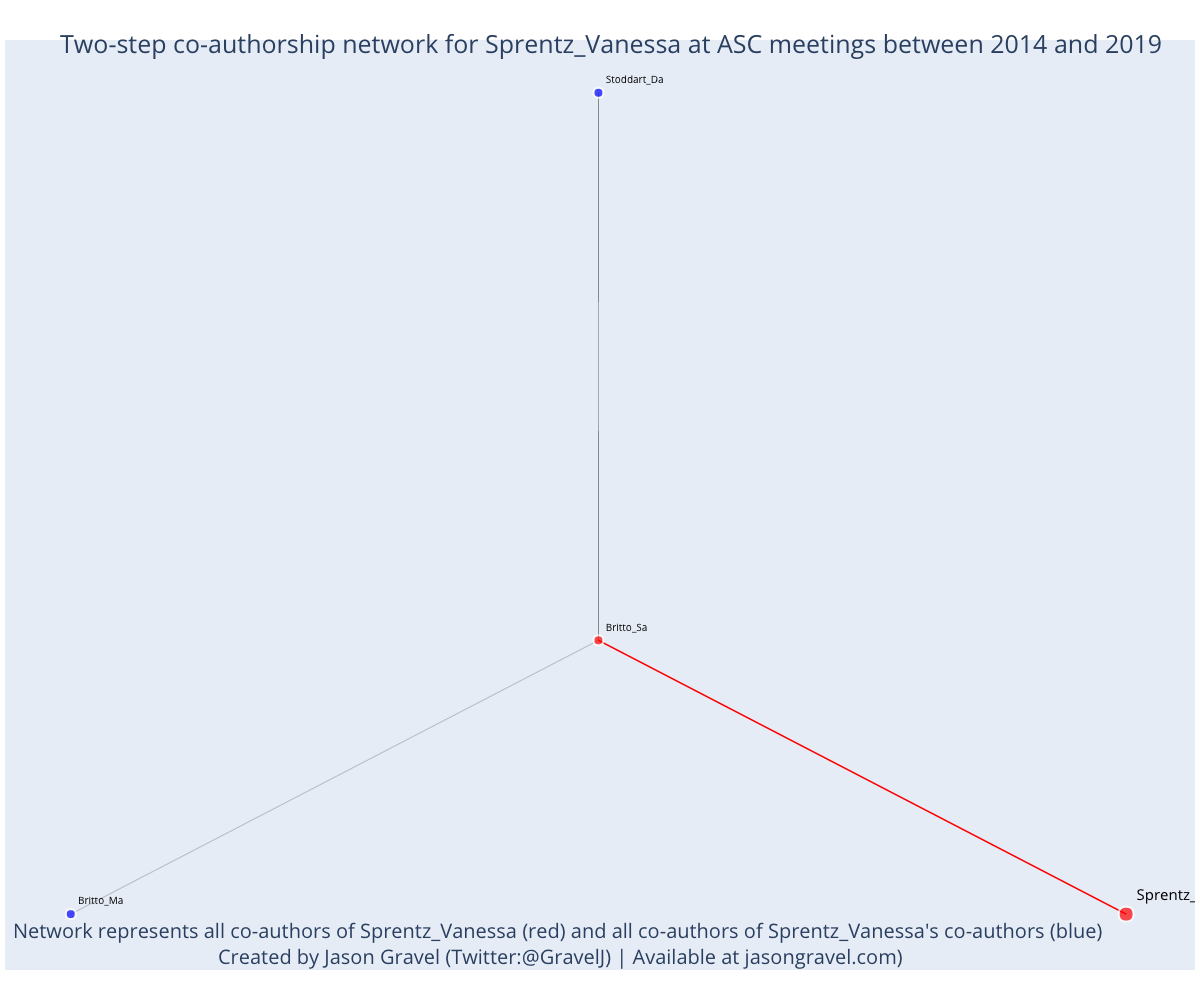 Two-step co-authorship network for Sprentz_Vanessa at ASC meetings between 2014 and 2019
Stoddart_Da
Britto_Sa
Britto_Ma
Sprentz_
Network represents all co-authors of Sprentz_Vanessa (red) and all co-authors of Sprentz_Vanessa's co-authors (blue)
Created by Jason Gravel (Twitter:@GravelJ) | Available at jasongravel.com)